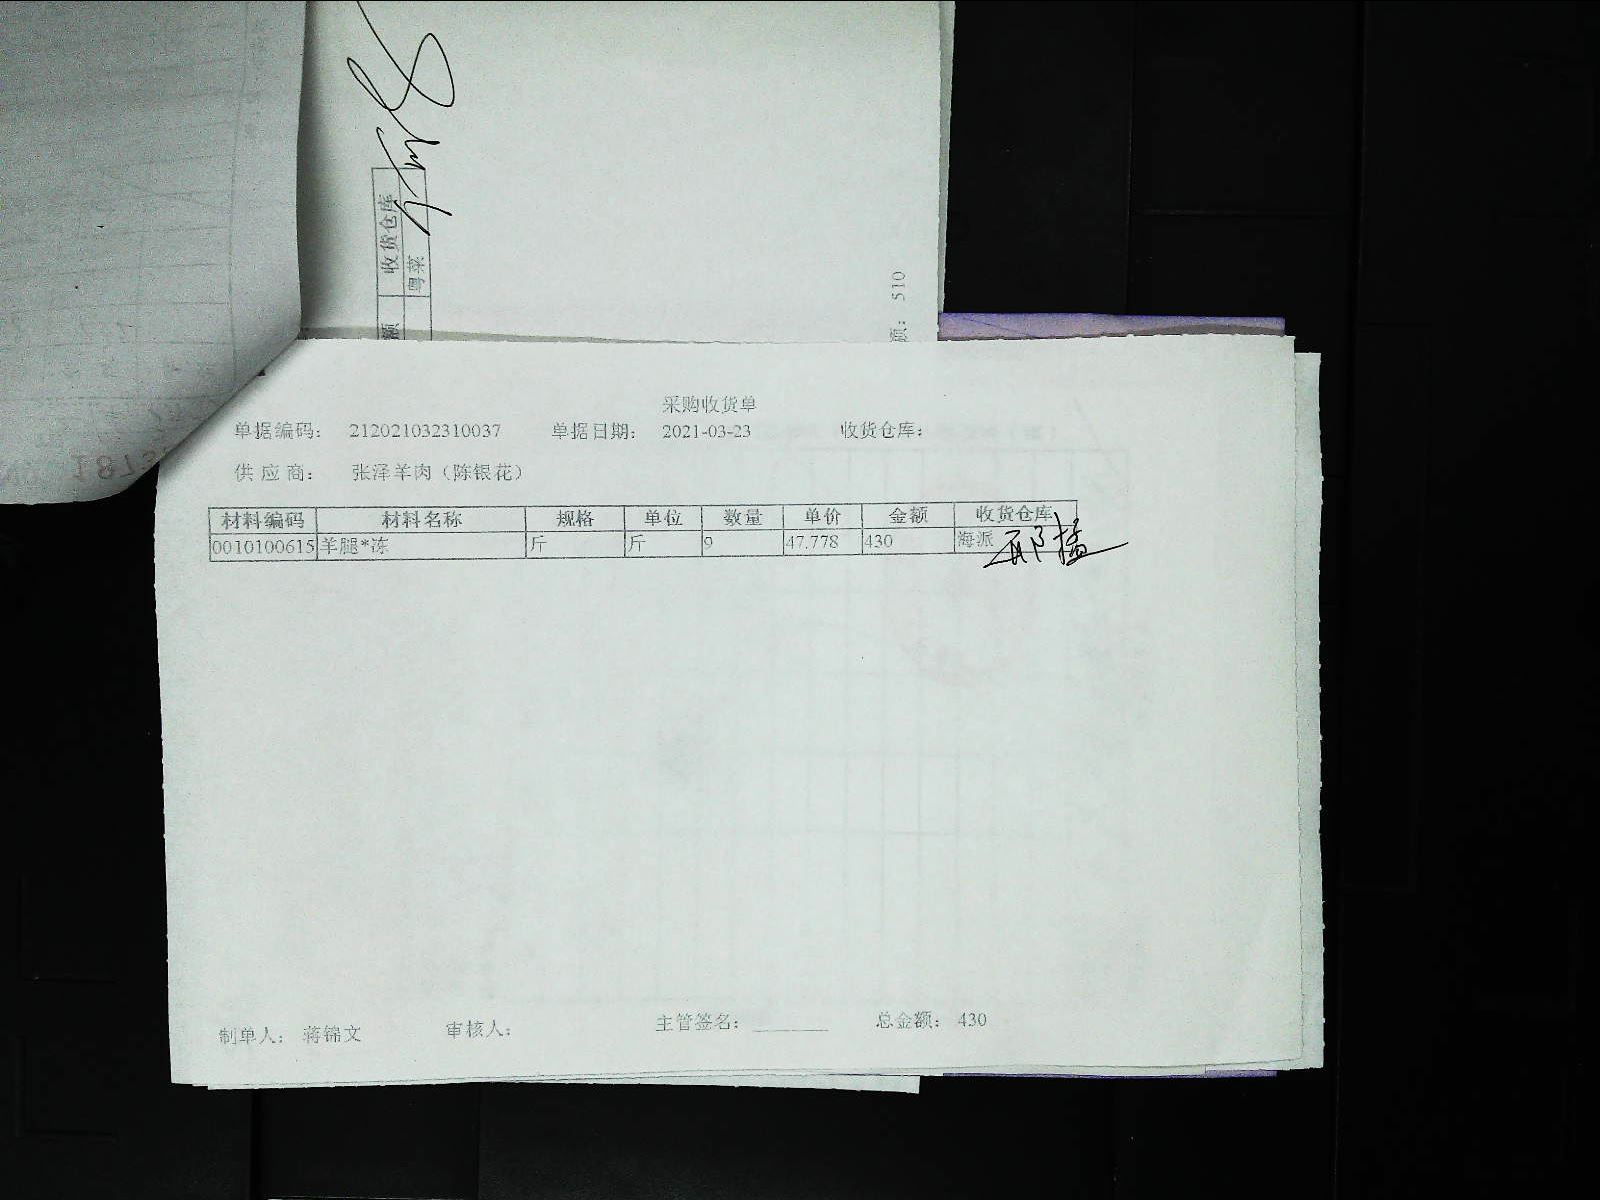 收货仓库
粤菜
额
额： 510
采购收货单
单据编码： 212021032310037 单据日期： 2021-03-23 收货仓库：
供 应 商： 张泽羊肉（陈银花）
材料编码 材料名称 规格 单位 数量 单价 金额 收货仓库
0010100615 羊腿*冻 斤 斤 9 47.778 430 海派
制单人： 蒋锦文 审核人： 主管签名： ________ 总金额： 430